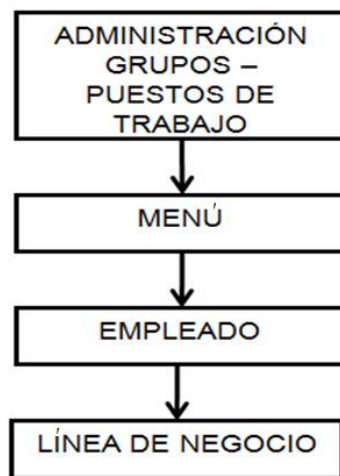 ADMINISTRACIÓN
GRUPOS –
PUESTOS DE
TRABAJO
MENÚ
EMPLEADO
LÍNEA DE NEGOCIO